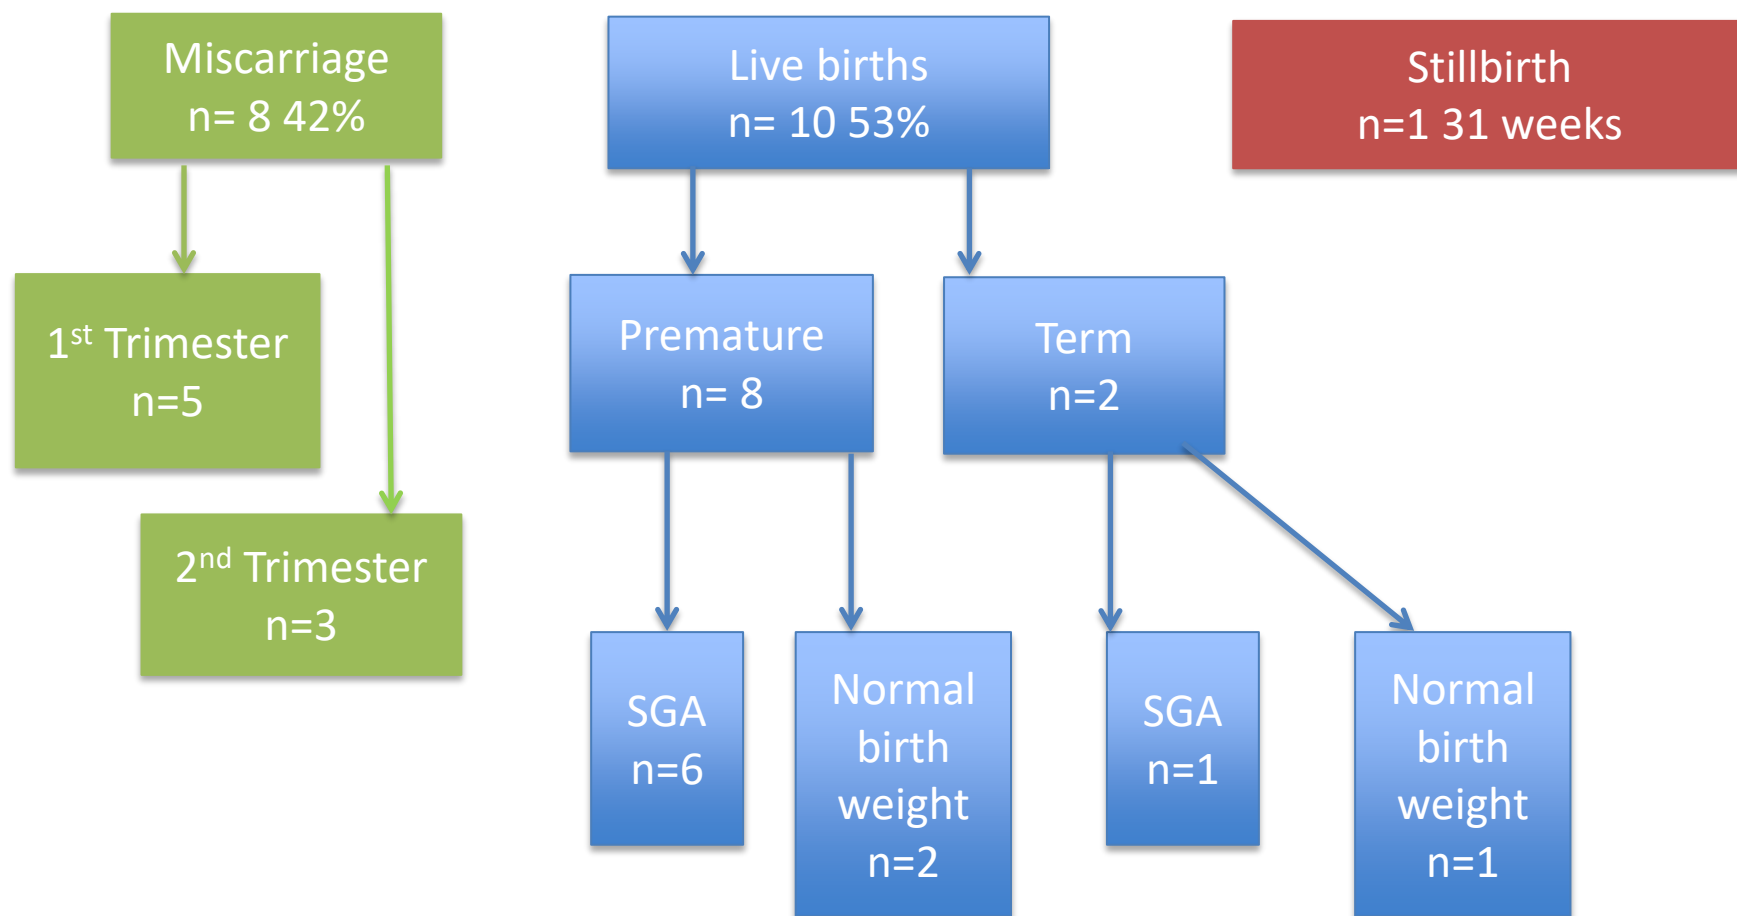 Miscarriage
n= 8 42%
Live births
n= 10 53%
Stillbirth
n=1 31 weeks
1st Trimester
n=5
Premature
n= 8
Term
n=2
2nd Trimester
n=3
SGA
n=6
Normal
birth
weight
n=2
SGA
n=1
Normal
birth
weight
n=1